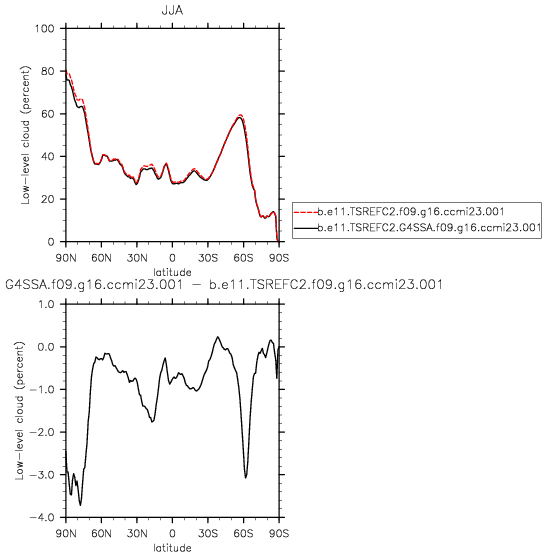 JJA
100
80
60
40
20
0
Low-level cloud (percent)
90N 60N 30N 0 30S 60S 90S
latitude
b.e11.TSREFC2.f09.g16.ccmi23.001
b.e11.TSREFC2.G4SSA.f09.g16.ccmi23.001
G4SSA.f09.g16.ccmi23.001 - b.e11.TSREFC2.f09.g16.ccmi23.001
1.0
0.0
-1.0
-2.0
-3.0
-4.0
Low-level cloud (percent)
90N 60N 30N 0 30S 60S 90S
latitude